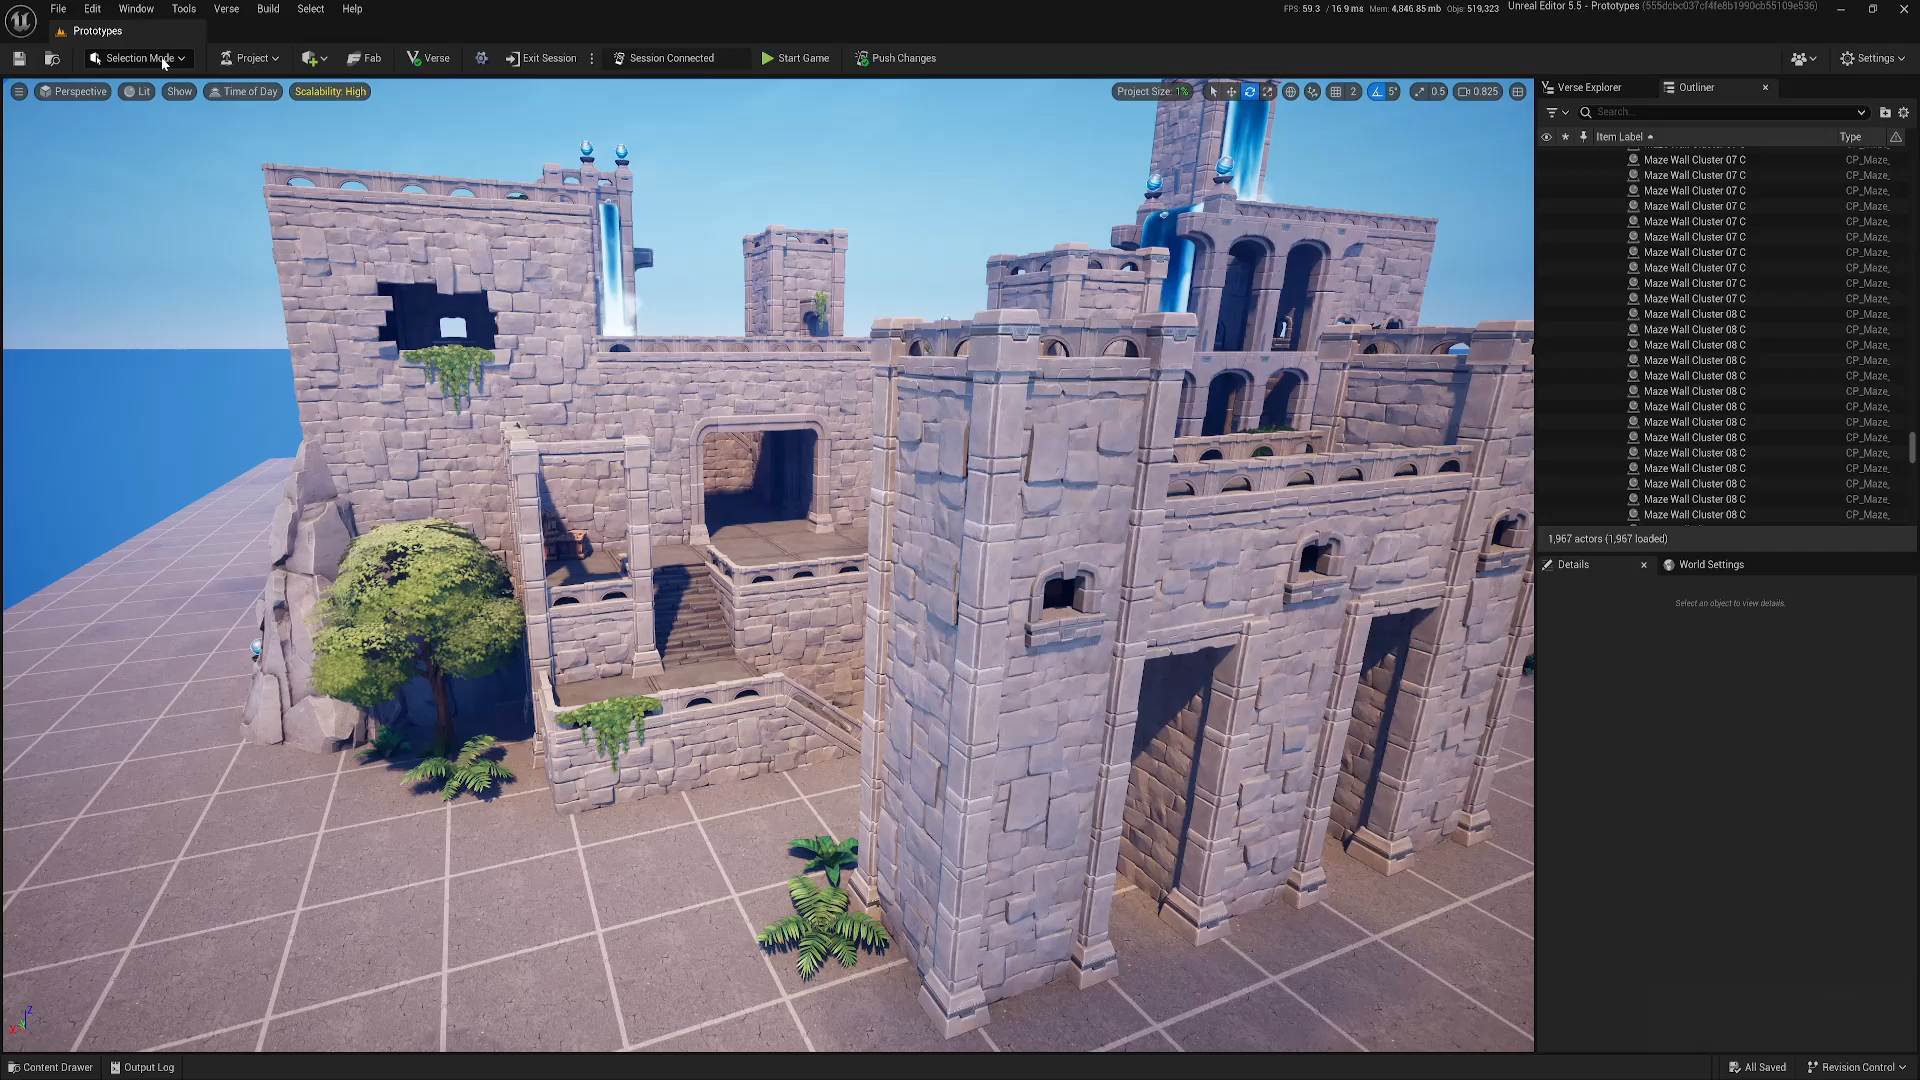 File Edit Window Tools Verse Build Select Help
FPS: 59.3 / 16.9 ms Mem: 4,846.85 mb Objs: 519,323
Unreal Editor 5.5 - Prototypes (555dcbc037cf4fe8b1990cb55109e536)
Prototypes
Selection Mode Project Fab Verse Exit Session Session Connected Start Game Push Changes Settings
Perspective Lit Show Time of Day Scalability: High
Project Size: 1% 2 5° 0.5 0.825
Verse Explorer Outliner
Search...
Item Label Type
Maze Wall Cluster 07 C CP_Maze_
Maze Wall Cluster 07 C CP_Maze_
Maze Wall Cluster 07 C CP_Maze_
Maze Wall Cluster 07 C CP_Maze_
Maze Wall Cluster 07 C CP_Maze_
Maze Wall Cluster 07 C CP_Maze_
Maze Wall Cluster 07 C CP_Maze_
Maze Wall Cluster 07 C CP_Maze_
Maze Wall Cluster 07 C CP_Maze_
Maze Wall Cluster 07 C CP_Maze_
Maze Wall Cluster 08 C CP_Maze_
Maze Wall Cluster 08 C CP_Maze_
Maze Wall Cluster 08 C CP_Maze_
Maze Wall Cluster 08 C CP_Maze_
Maze Wall Cluster 08 C CP_Maze_
Maze Wall Cluster 08 C CP_Maze_
Maze Wall Cluster 08 C CP_Maze_
Maze Wall Cluster 08 C CP_Maze_
Maze Wall Cluster 08 C CP_Maze_
Maze Wall Cluster 08 C CP_Maze_
Maze Wall Cluster 08 C CP_Maze_
Maze Wall Cluster 08 C CP_Maze_
Maze Wall Cluster 08 C CP_Maze_
Maze Wall Cluster 08 C CP_Maze_
1,967 actors (1,967 loaded)
Details World Settings
Select an object to view details.
Z
X
Content Drawer Output Log All Saved Revision Control